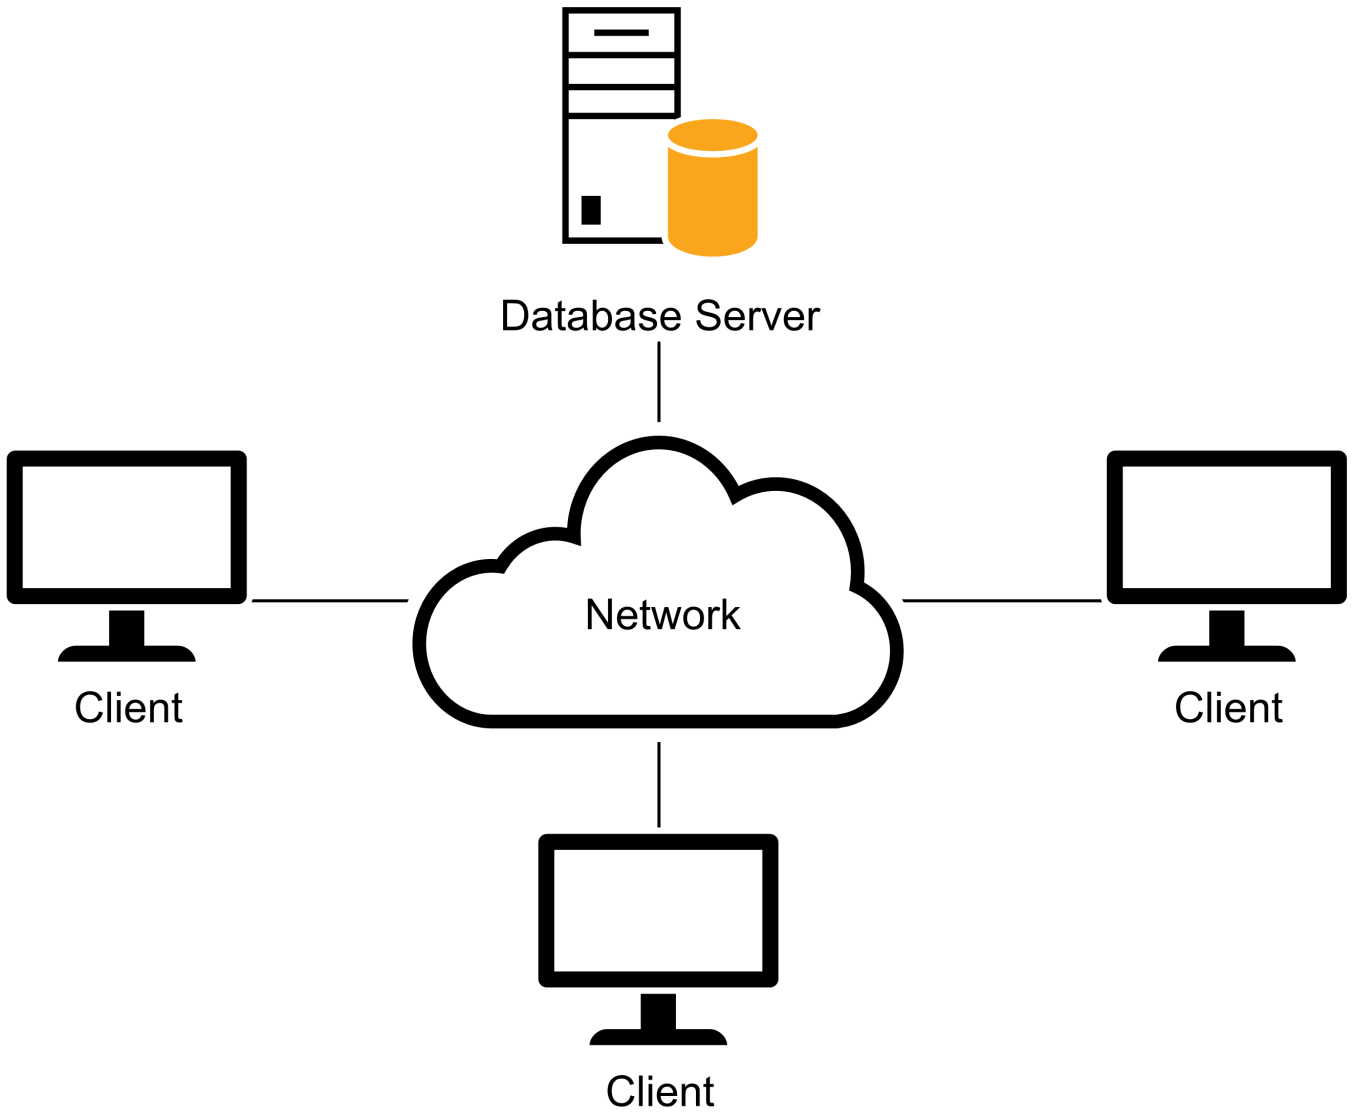 Database Server
Network
Client
Client
Client